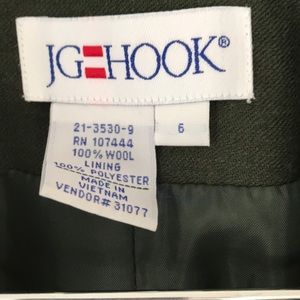 JG HOOK®
21-3530-9
6
RN 107444
100% WOOL
LINING
100% POLYESTER
MADE IN
VIETNAM
VENDOR# 31077